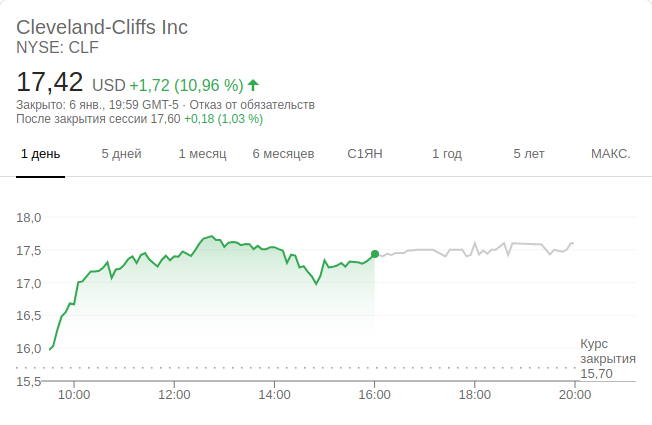 Cleveland-Cliffs Inc
NYSE: CLF
17,42 USD +1,72 (10,96 %)
Закрыто: 6 янв., 19:59 GMT-5 · Отказ от обязательств
После закрытия сессии 17,60 +0,18 (1,03 %)
1 день 5 дней 1 месяц 6 месяцев С1ЯН 1 год 5 лет МАКС.
18,0
17,5
17,0
16,5
16,0
Курс
закрытия
15,70
15,5
10:00 12:00 14:00 16:00 18:00 20:00